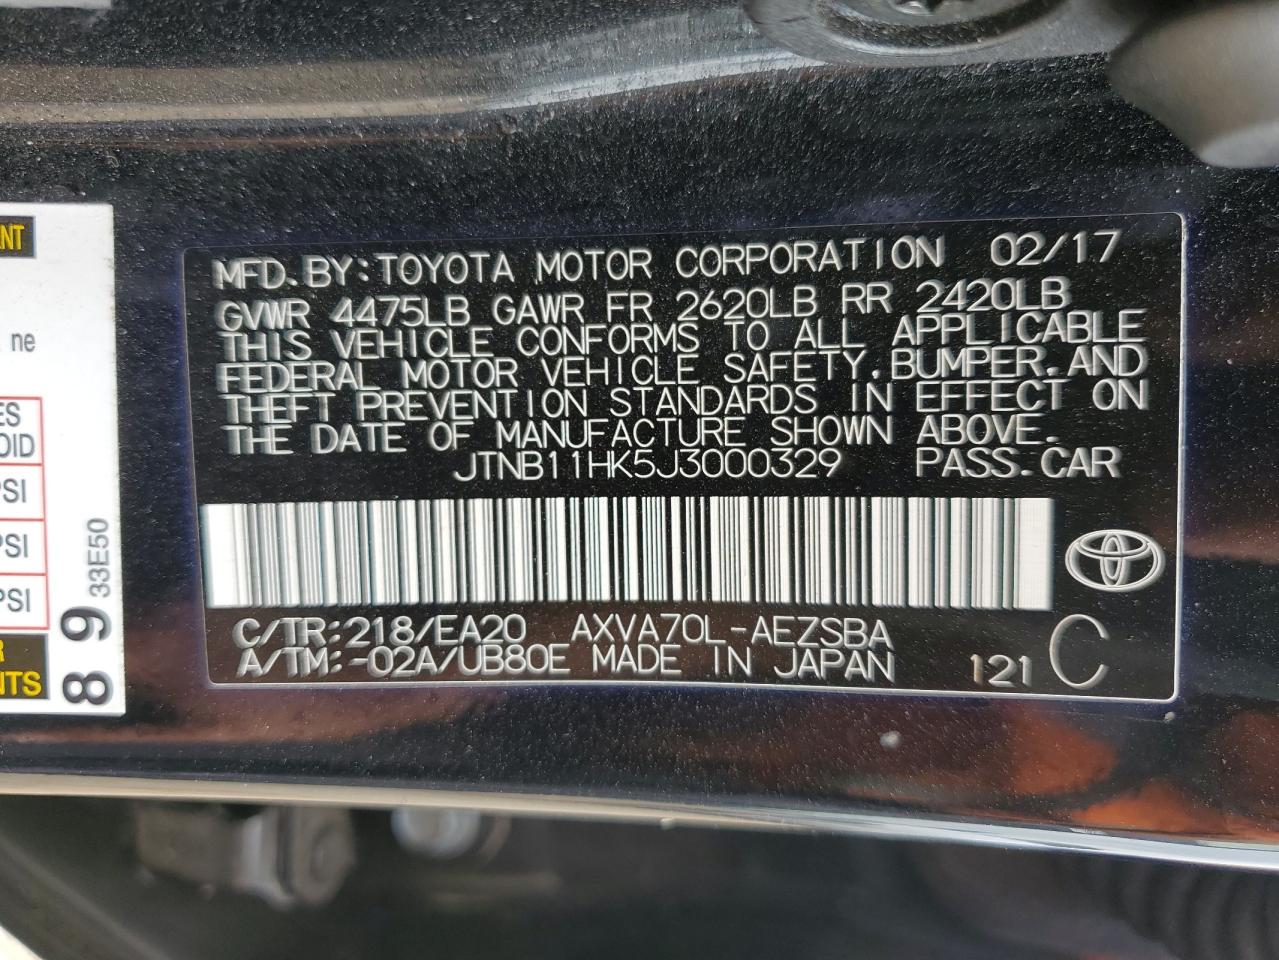 MFD.BY:TOYOTA MOTOR CORPORATION 02/17
GVWR 4475LB GAWR FR 2620LB RR 2420LB
THIS VEHICLE CONFORMS TO ALL APPLICABLE
FEDERAL MOTOR VEHICLE SAFETY,BUMPER,AND
THEFT PREVENTION STANDARDS IN EFFECT ON
THE DATE OF MANUFACTURE SHOWN ABOVE.
JTNB11HK5J3000329 PASS.CAR
C/TR:218/EA20 AXVA70L-AEZSBA
A/TM:-02A/UB80E MADE IN JAPAN 121 C
NT
ne
ES
OID
PSI
PSI
PSI
R
NTS
89 33E50